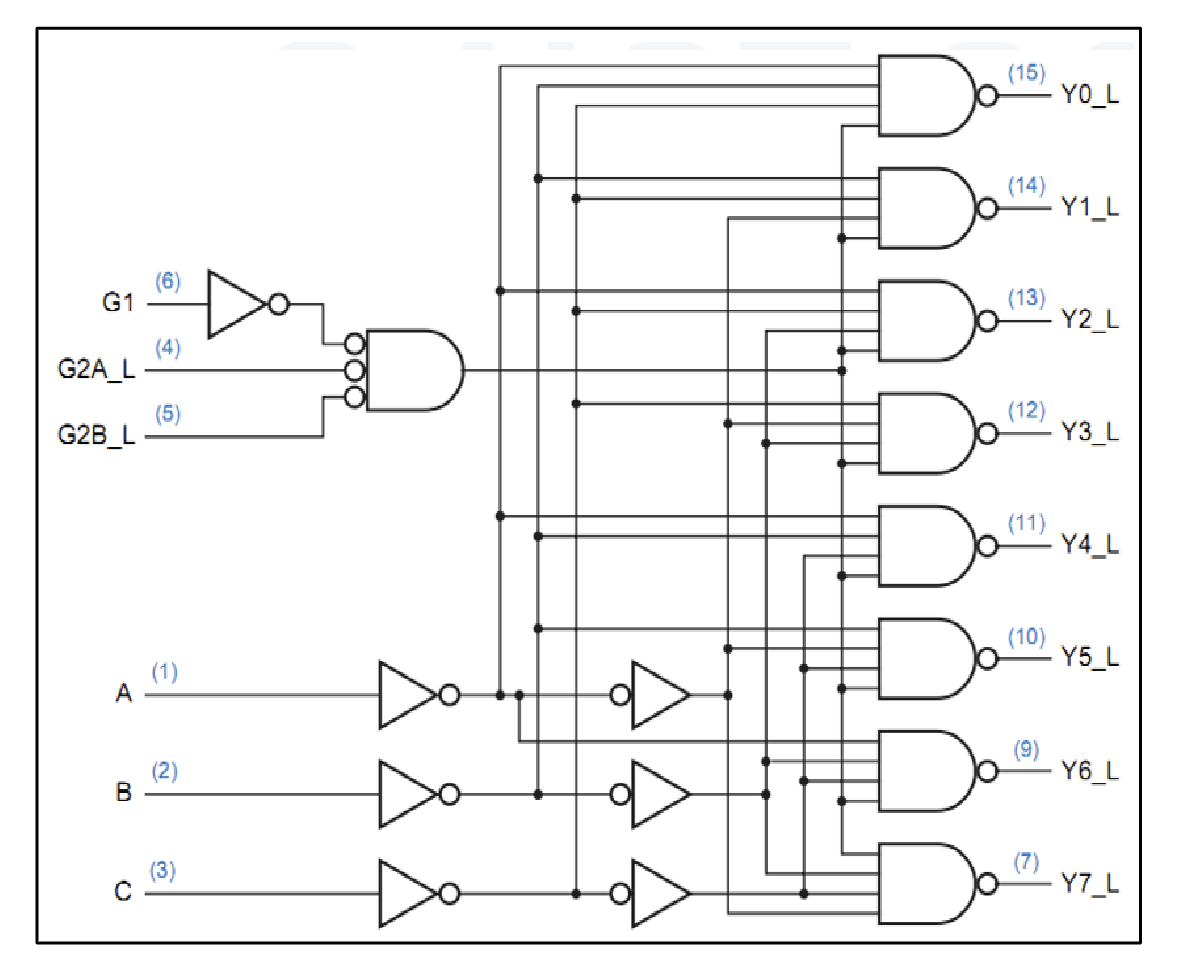 (15) Y0_L
(14) Y1_L
(6) (13)
G1 Y2_L
(4)
G2A_L
(5) (12)
G2B_L Y3_L
(11) Y4_L
(10) Y5_L
(1)
A
(9)
(2) Y6_L
B
(3) (7)
C Y7_L